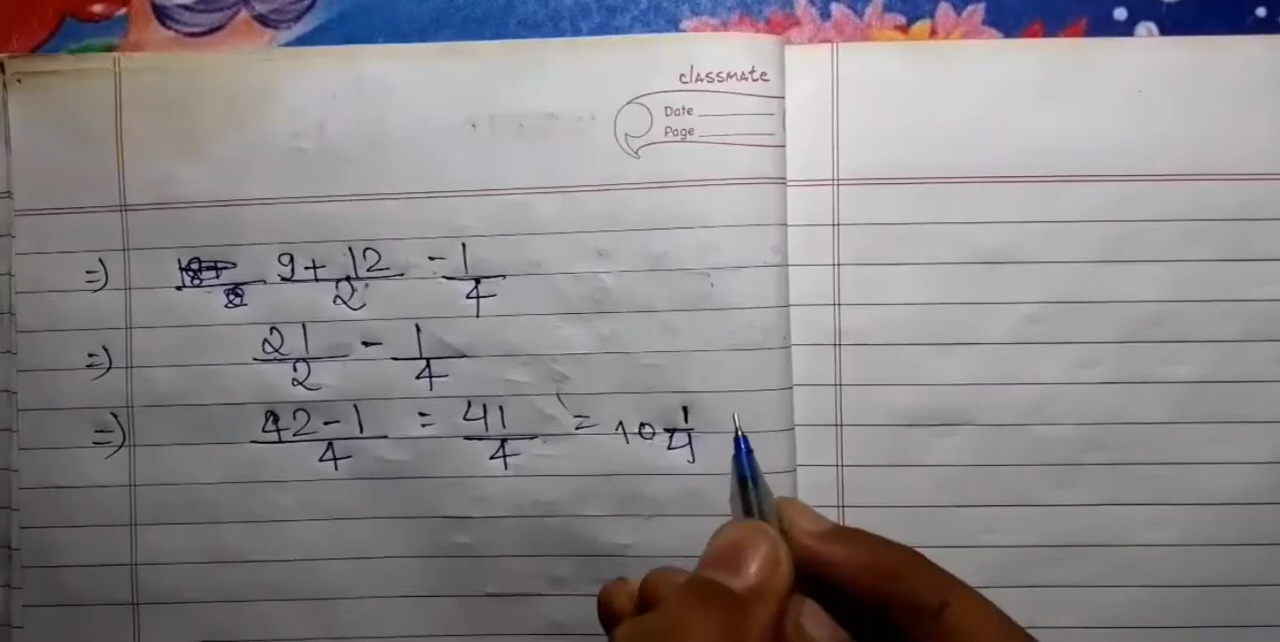 classmate
Date
Page
=) 9+12/2 - 1/4
=) 21/2 - 1/4
=) 42-1/4 = 41/4 = 10 1/4